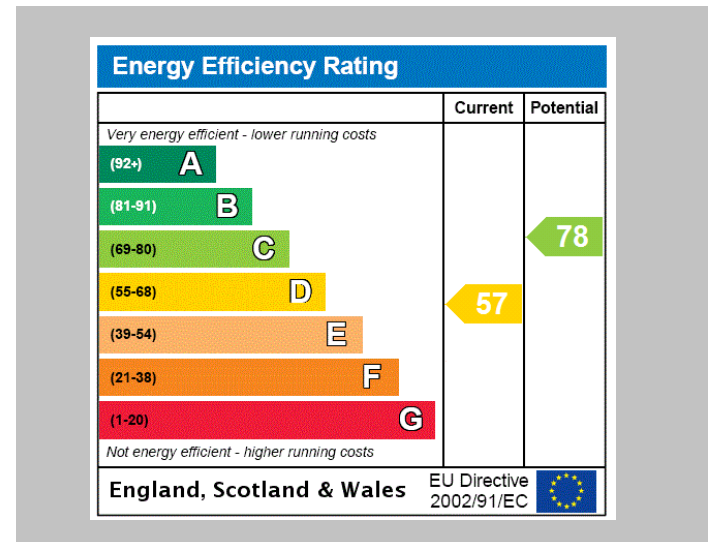 Energy Efficiency Rating
Current Potential
Very energy efficient - lower running costs
(92+) A
(81-91) B
(69-80) C
78
(55-68) D
57
(39-54) E
(21-38) F
(1-20) G
Not energy efficient - higher running costs
England, Scotland & Wales
EU Directive
2002/91/EC